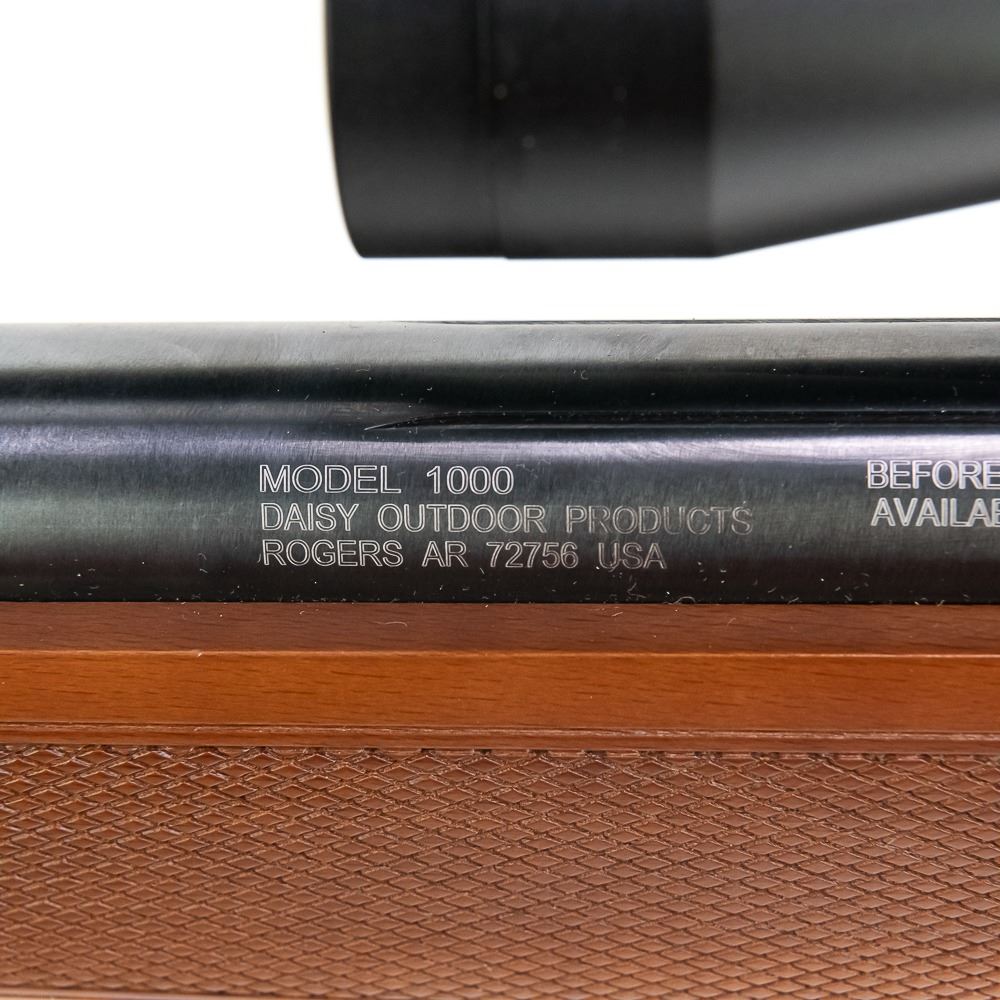 MODEL 1000
DAISY OUTDOOR PRODUCTS
ROGERS AR 72756 USA
BEFORE